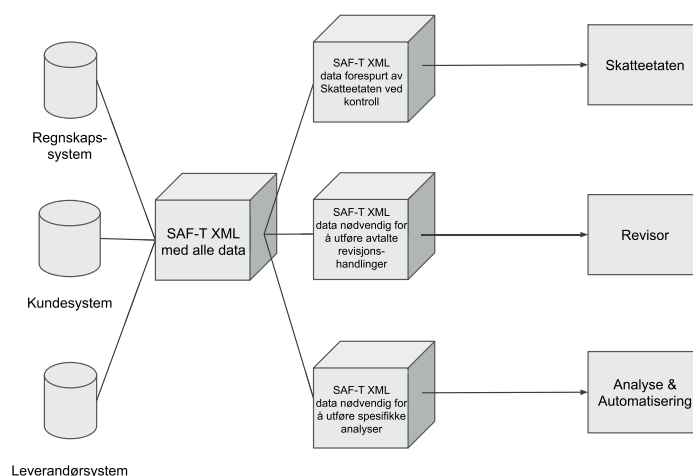 Regnskaps-
system
Kundesystem
Leverandørsystem
SAF-T XML
med alle data
SAF-T XML
data forespurt av
Skatteetaten ved
kontroll
SAF-T XML
data nødvendig for
å utføre avtalte
revisjons-
handlinger
SAF-T XML
data nødvendig for
å utføre spesifikke
analyser
Skatteetaten
Revisor
Analyse &
Automatisering